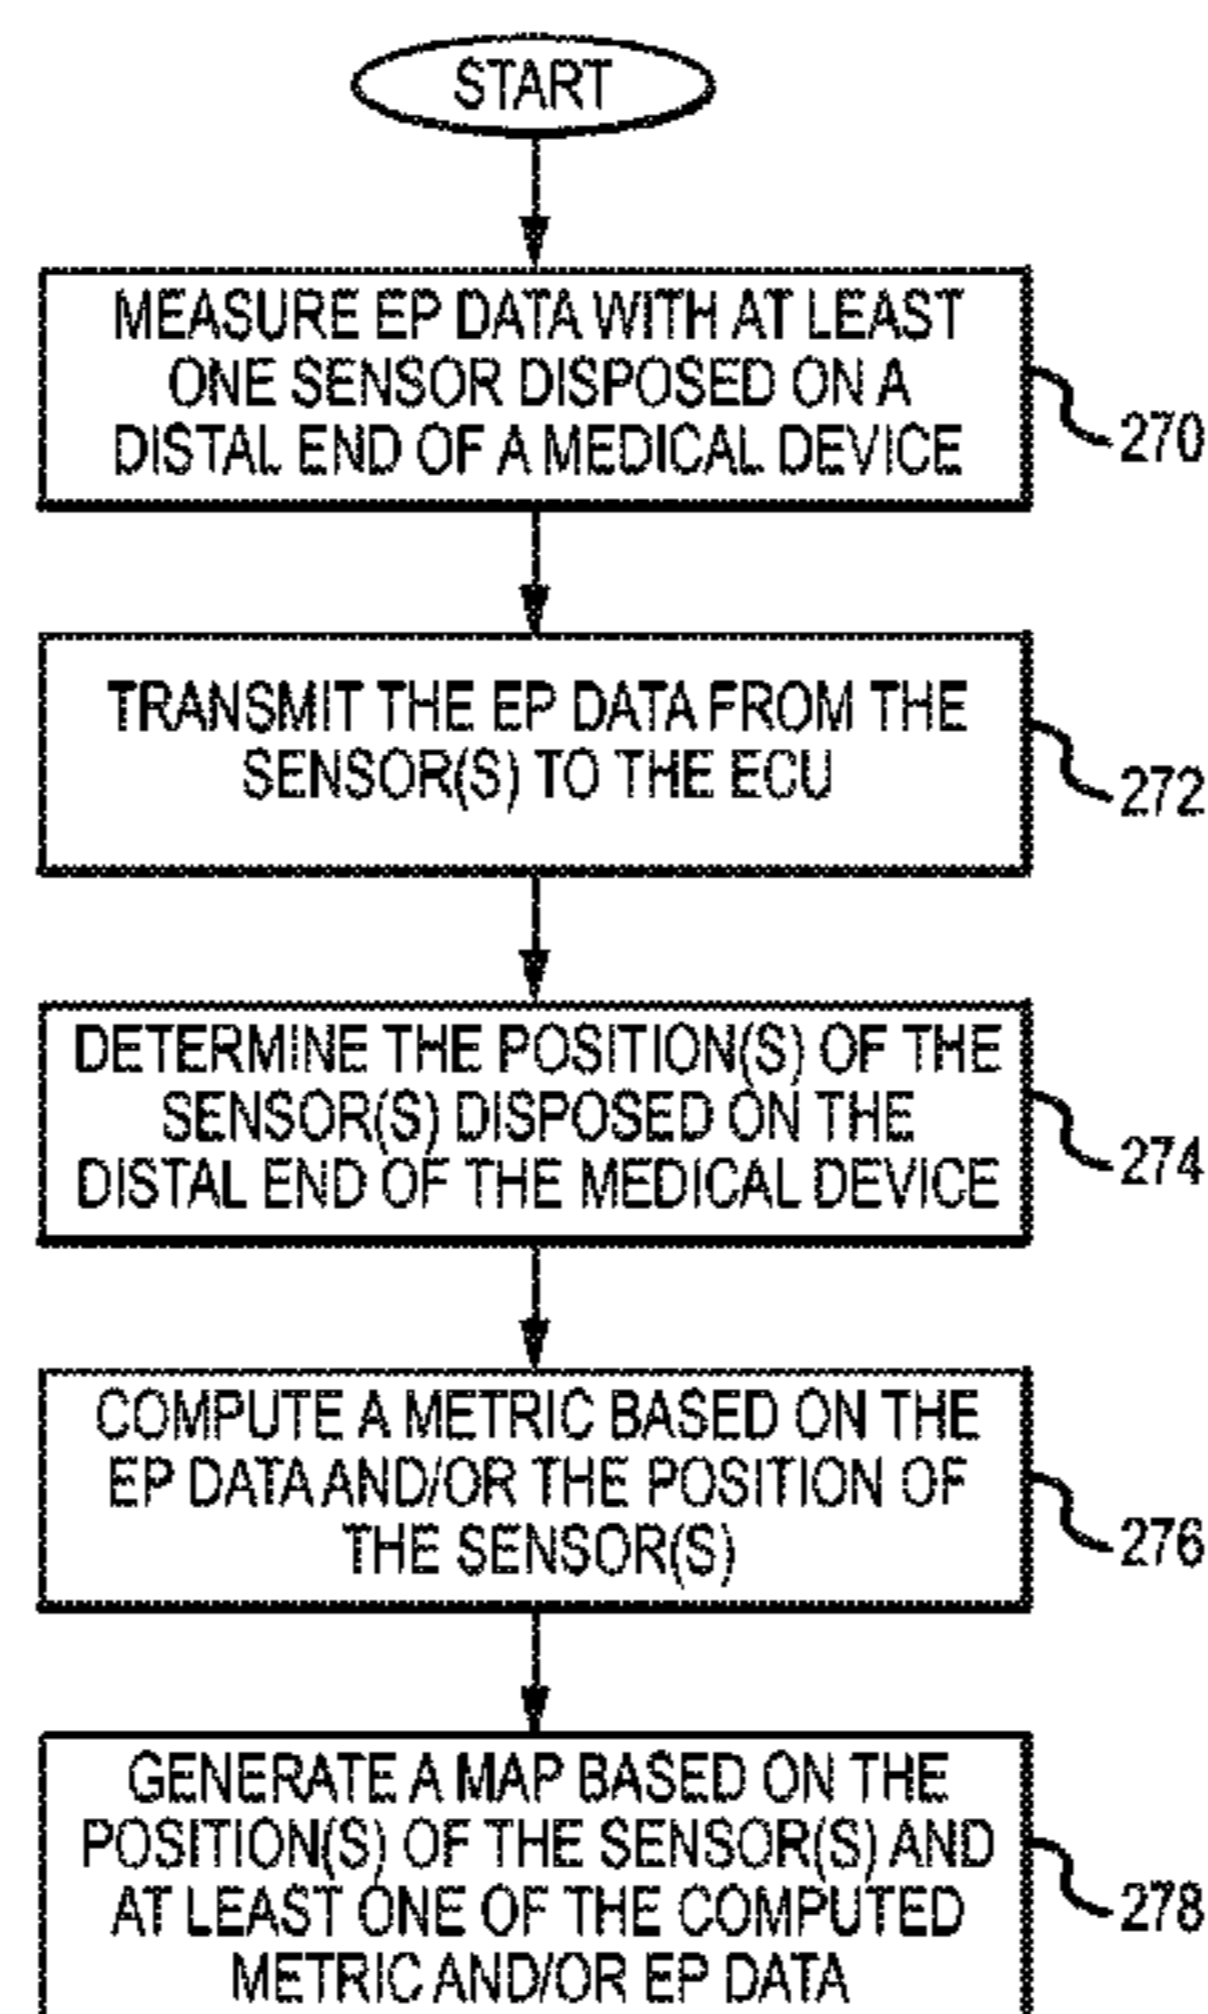 START
MEASURE EP DATA WITH AT LEAST
ONE SENSOR DISPOSED ON A
DISTAL END OF A MEDICAL DEVICE
270
TRANSMIT THE EP DATA FROM THE
SENSOR(S) TO THE ECU
272
DETERMINE THE POSITION(S) OF THE
SENSOR(S) DISPOSED ON THE
DISTAL END OF THE MEDICAL DEVICE
274
COMPUTE A METRIC BASED ON THE
EP DATA AND/OR THE POSITION OF
THE SENSOR(S)
276
GENERATE A MAP BASED ON THE
POSITION(S) OF THE SENSOR(S) AND
AT LEAST ONE OF THE COMPUTED
METRIC AND/OR EP DATA
278